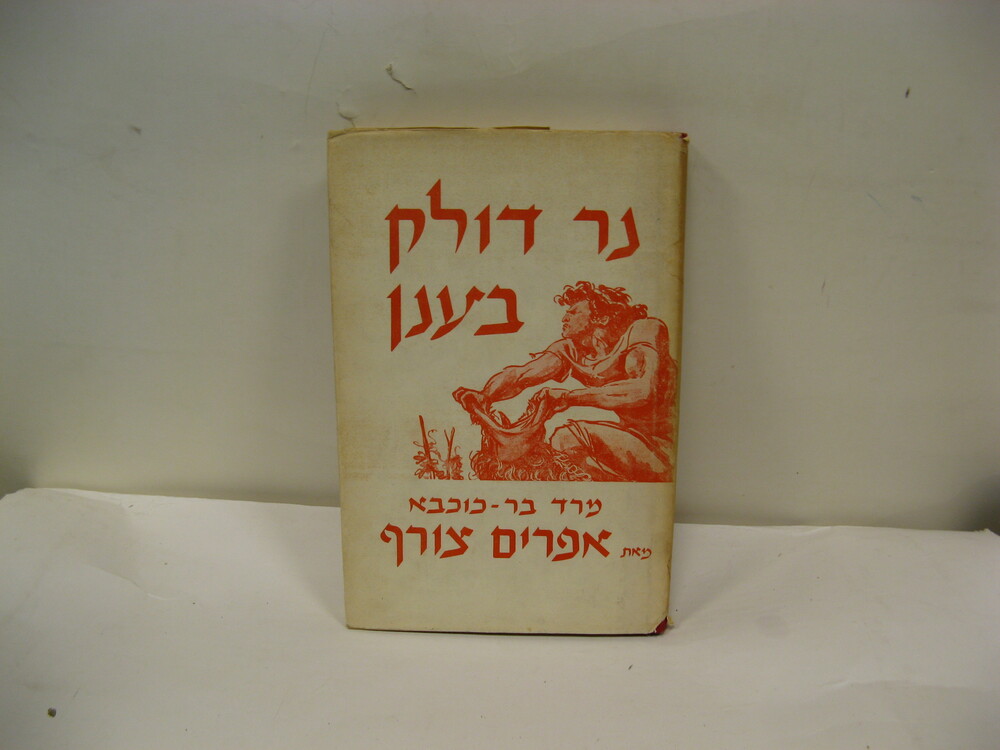 נר דולק
בענן
מרד בר-כוכבא
מאת אפרים צורף